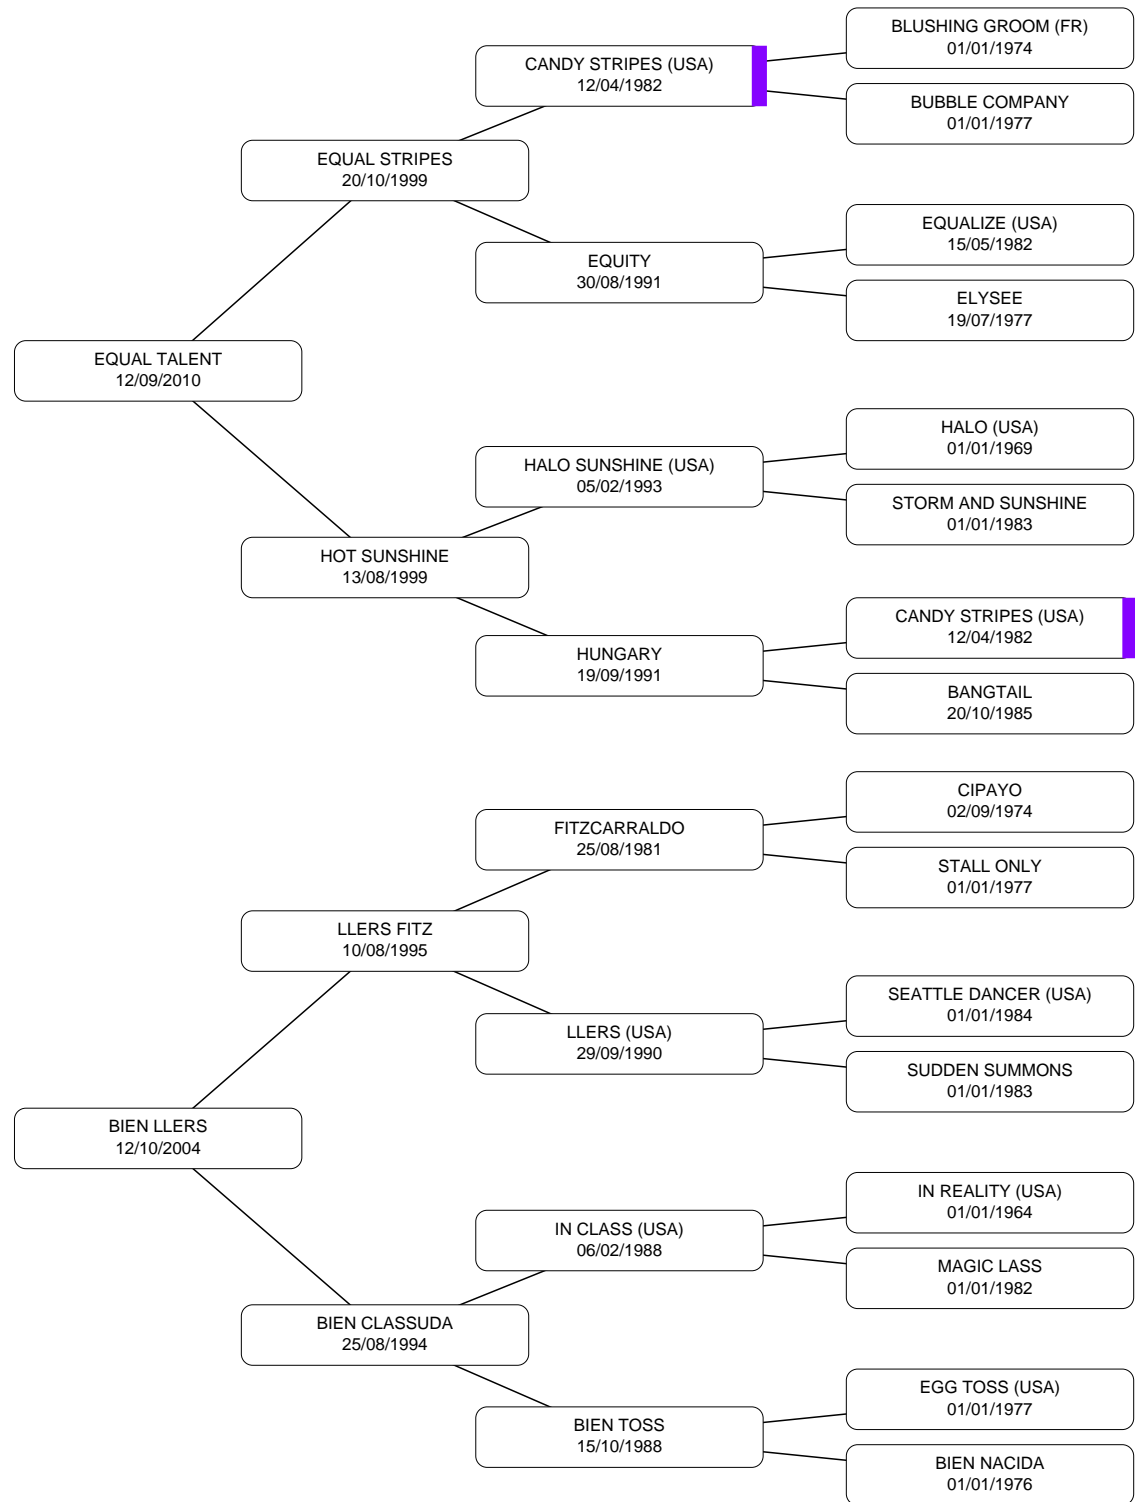 BLUSHING GROOM (FR)
01/01/1974
CANDY STRIPES (USA)
12/04/1982
BUBBLE COMPANY
01/01/1977
EQUAL STRIPES
20/10/1999
EQUALIZE (USA)
15/05/1982
EQUITY
30/08/1991
ELYSEE
19/07/1977
EQUAL TALENT
12/09/2010
HALO (USA)
01/01/1969
HALO SUNSHINE (USA)
05/02/1993
STORM AND SUNSHINE
01/01/1983
HOT SUNSHINE
13/08/1999
CANDY STRIPES (USA)
12/04/1982
HUNGARY
19/09/1991
BANGTAIL
20/10/1985
CIPAYO
02/09/1974
FITZCARRALDO
25/08/1981
STALL ONLY
01/01/1977
LLERS FITZ
10/08/1995
SEATTLE DANCER (USA)
01/01/1984
LLERS (USA)
29/09/1990
SUDDEN SUMMONS
01/01/1983
BIEN LLERS
12/10/2004
IN REALITY (USA)
01/01/1964
IN CLASS (USA)
06/02/1988
MAGIC LASS
01/01/1982
BIEN CLASSUDA
25/08/1994
EGG TOSS (USA)
01/01/1977
BIEN TOSS
15/10/1988
BIEN NACIDA
01/01/1976